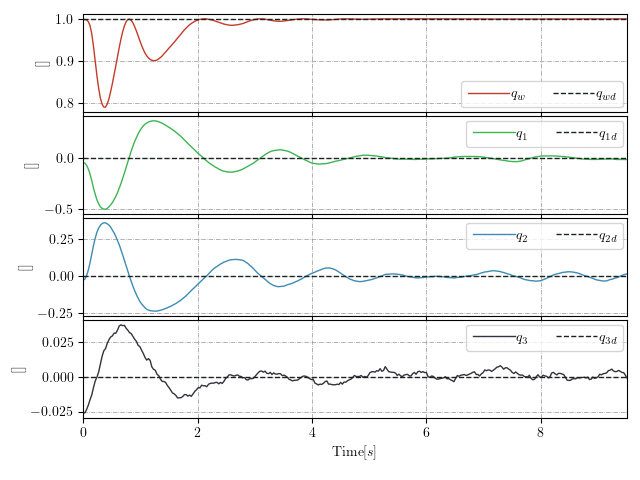 1.0
0.9
0.8
[]
q_w q_{wd}
0.0
−0.5
[]
q_1 q_{1d}
0.25
0.00
−0.25
[]
q_2 q_{2d}
0.025
0.000
−0.025
[]
q_3 q_{3d}
0 2 4 6 8
Time[s]